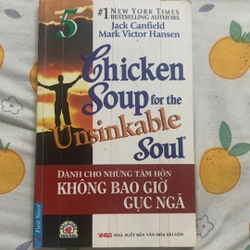 5
#1 NEW YORK TIMES
BESTSELLING AUTHORS
Jack Canfield
Mark Victor Hansen
Chicken
Soup for the
Unsinkable
Soul
DÀNH CHO NHỮNG TÂM HỒN
KHÔNG BAO GIỜ
GỤC NGÃ
First News
NHÀ XUẤT BẢN VĂN HÓA SÀI GÒN